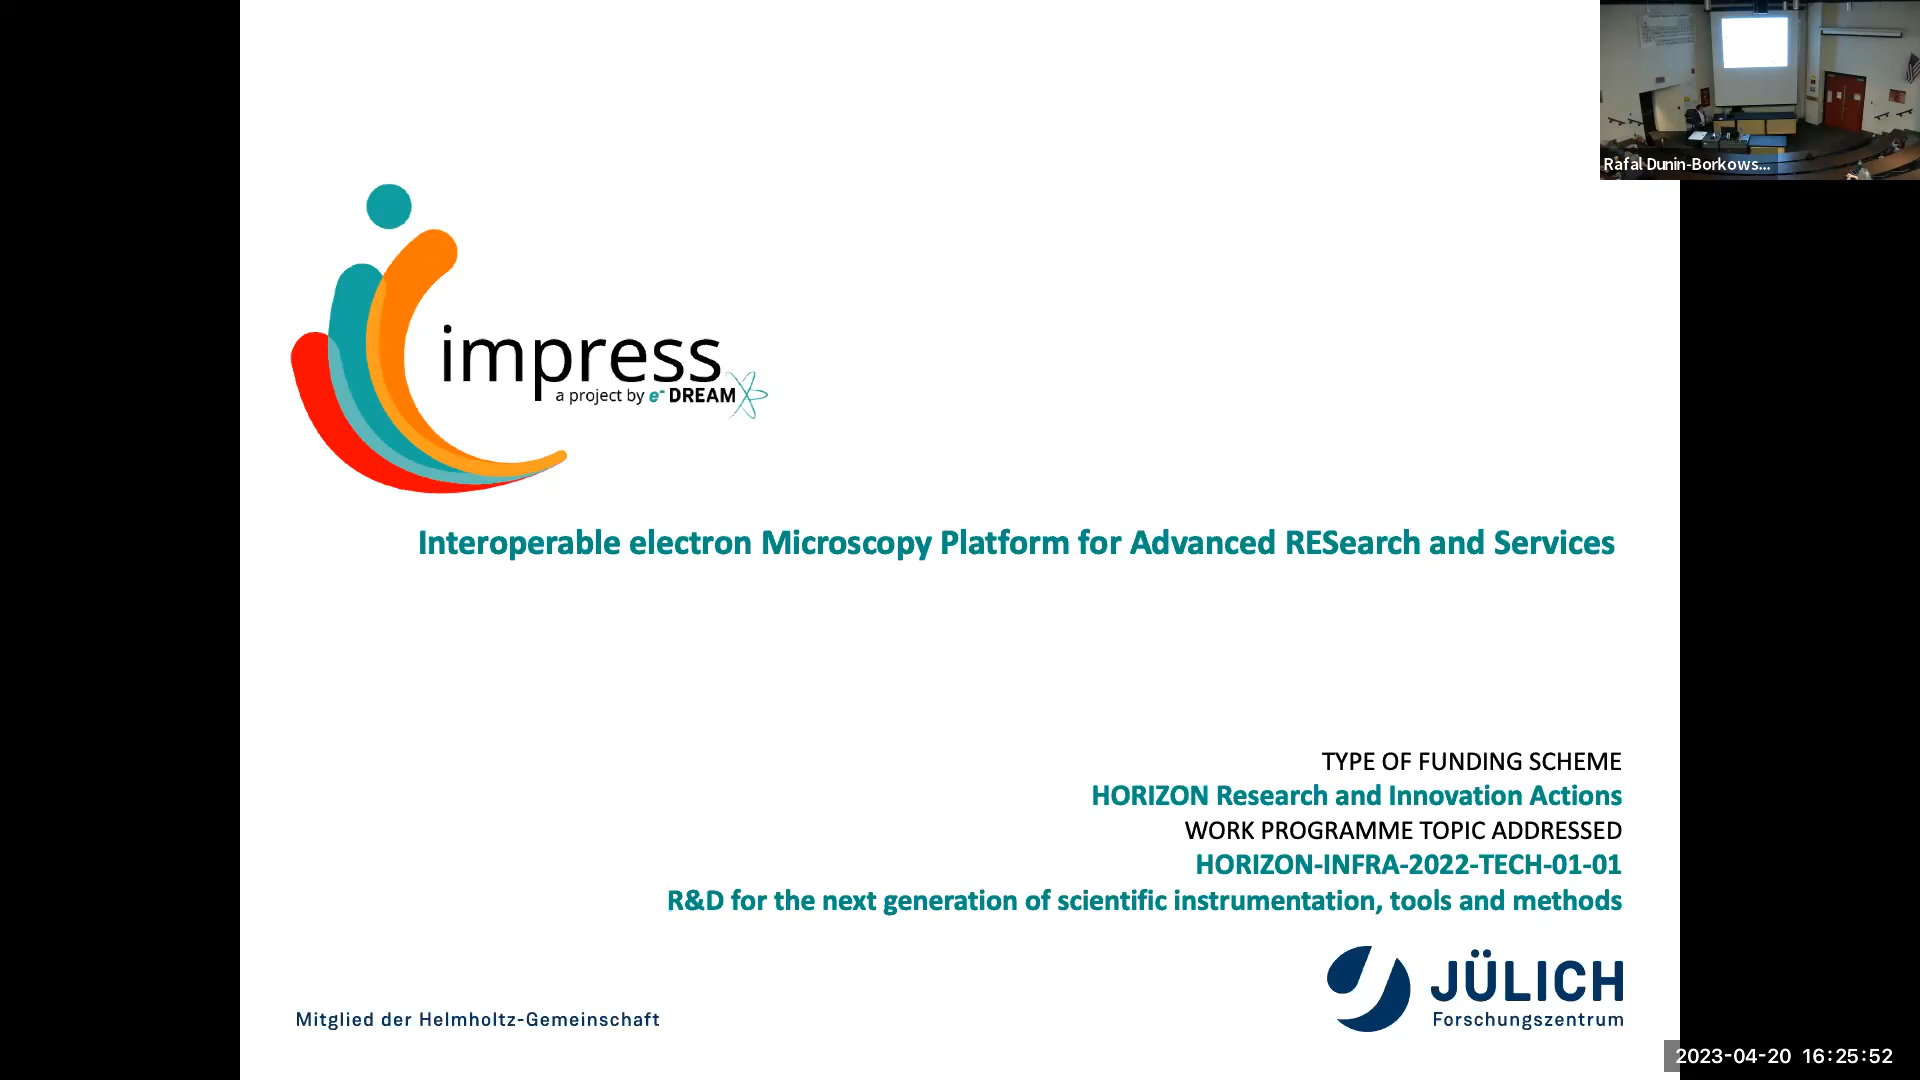 Rafal Dunin-Borkows...
impress
a project by e⁻ DREAM
Interoperable electron Microscopy Platform for Advanced RESearch and Services
TYPE OF FUNDING SCHEME
HORIZON Research and Innovation Actions
WORK PROGRAMME TOPIC ADDRESSED
HORIZON-INFRA-2022-TECH-01-01
R&D for the next generation of scientific instrumentation, tools and methods
JÜLICH
Forschungszentrum
Mitglied der Helmholtz-Gemeinschaft
2023-04-20 16:25:52